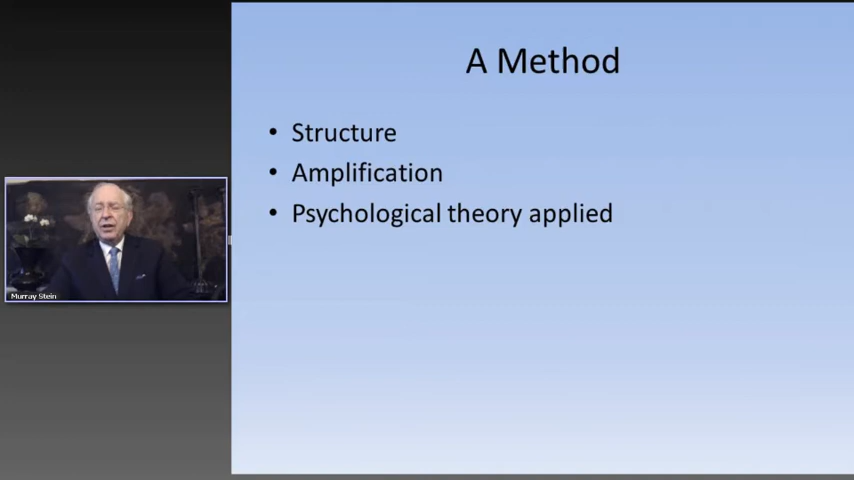 A Method
• Structure
• Amplification
• Psychological theory applied
Murray Stein